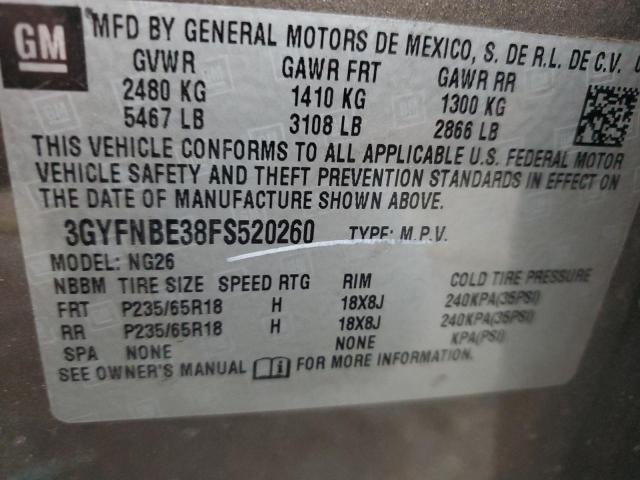 GM
MFD BY GENERAL MOTORS DE MEXICO, S. DE R.L. DE C.V.
GVWR GAWR FRT GAWR RR
2480 KG 1410 KG 1300 KG
5467 LB 3108 LB 2866 LB
THIS VEHICLE CONFORMS TO ALL APPLICABLE U.S. FEDERAL MOTOR
VEHICLE SAFETY AND THEFT PREVENTION STANDARDS IN EFFECT ON
THE DATE OF MANUFACTURE SHOWN ABOVE.
3GYFNBE38FS520260 TYPE: M.P.V.
MODEL: NG26
NBBM TIRE SIZE SPEED RTG RIM COLD TIRE PRESSURE
FRT P235/65R18 H 18X8J 240KPA(35PSI)
RR P235/65R18 H 18X8J 240KPA(35PSI)
SPA NONE NONE KPA(PSI)
SEE OWNER'S MANUAL FOR MORE INFORMATION.